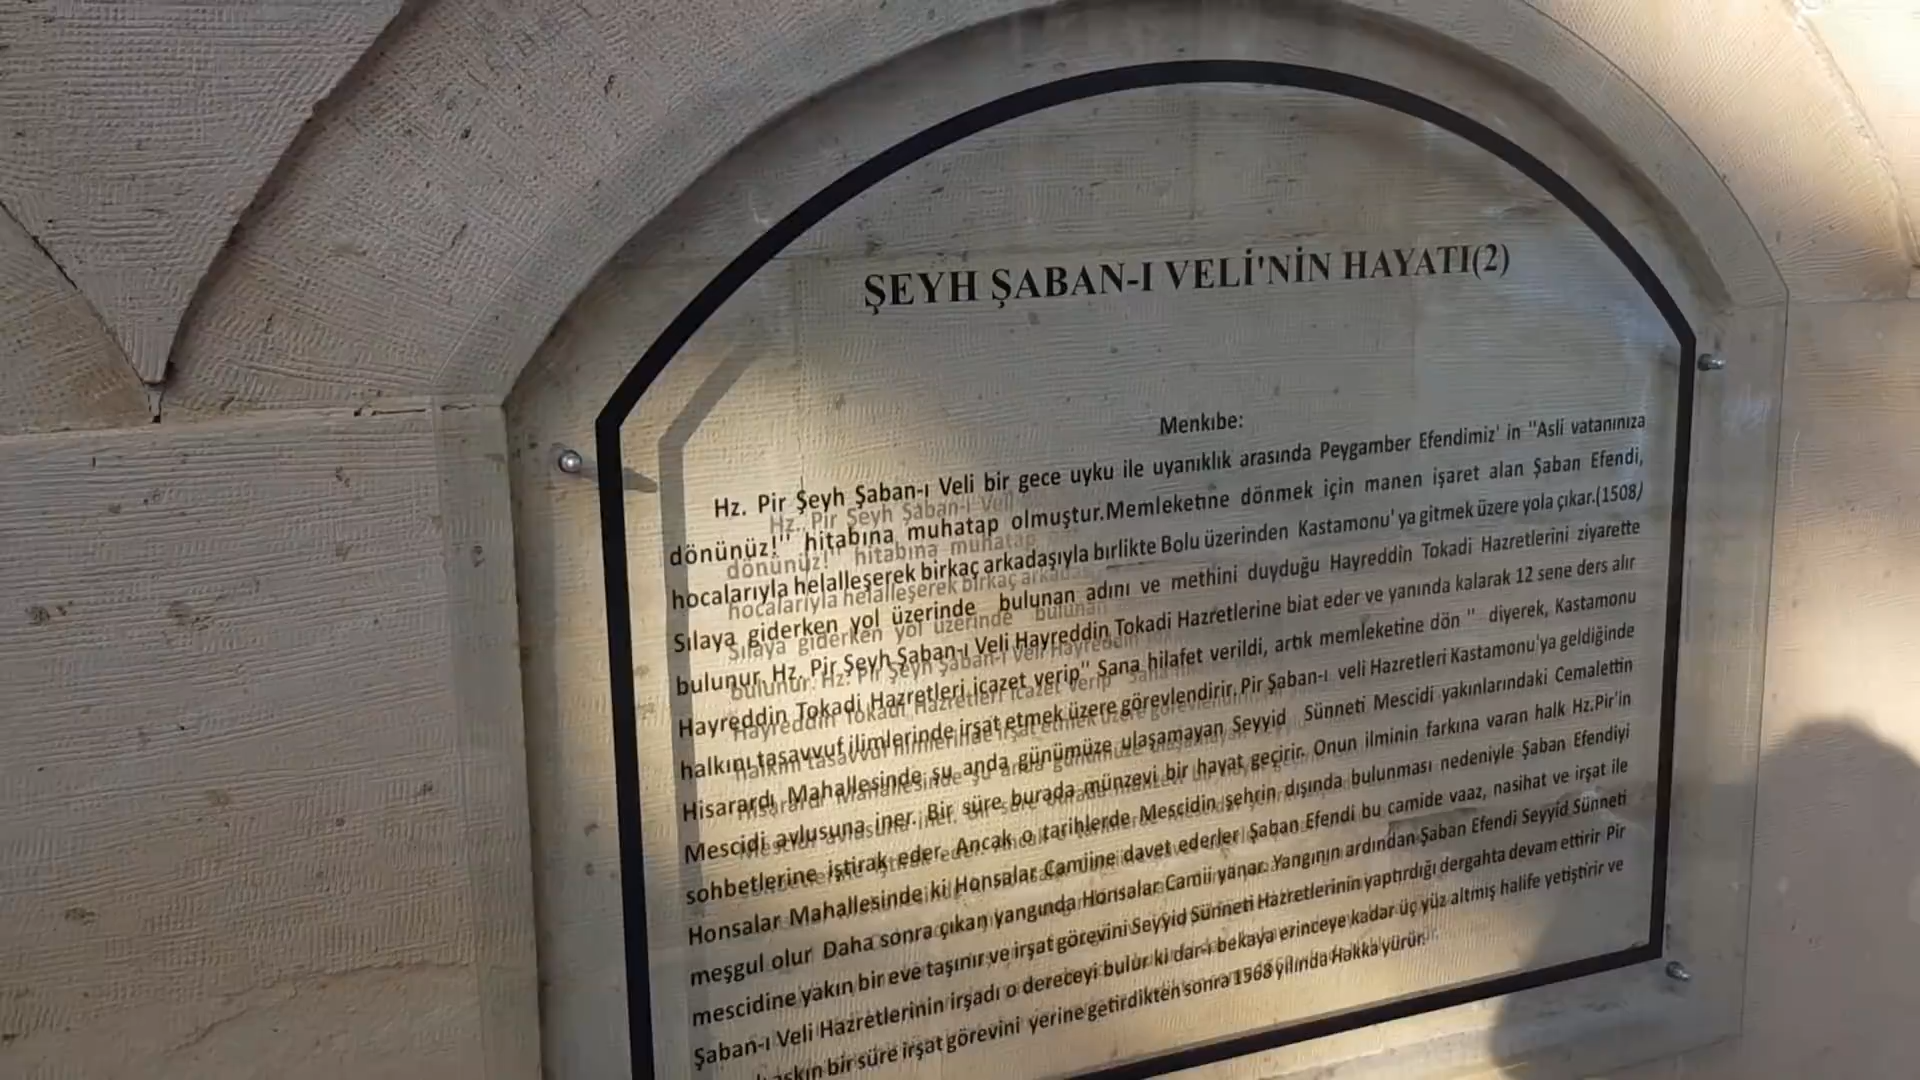 ŞEYH ŞABAN-I VELİ'NİN HAYATI(2)
Menkıbe:
Hz. Pir Şeyh Şaban-ı Veli bir gece uyku ile uyanıklık arasında Peygamber Efendimiz' in "Asli vatanınıza
dönünüz!" hitabına muhatap olmuştur.Memleketine dönmek için manen işaret alan Şaban Efendi,
hocalarıyla helalleşerek birkaç arkadaşıyla birlikte Bolu üzerinden Kastamonu' ya gitmek üzere yola çıkar.(1508)
Sılaya giderken yol üzerinde bulunan adını ve methini duyduğu Hayreddin Tokadi Hazretlerini ziyarette
bulunur. Hz. Pir Şeyh Şaban-ı Veli Hayreddin Tokadi Hazretlerine biat eder ve yanında kalarak 12 sene ders alır
Hayreddin Tokadi Hazretleri icazet verip" Sana hilafet verildi, artık memleketine dön " diyerek, Kastamonu
halkını tasavvuf ilimlerinde irşat etmek üzere görevlendirir.Pir Şaban-ı veli Hazretleri Kastamonu'ya geldiğinde
Hisarardı Mahallesinde şu anda günümüze ulaşamayan Seyyid Sünneti Mescidi yakınlarındaki Cemalettin
Mescidi avlusuna iner. Bir süre burada münzevi bir hayat geçirir. Onun ilminin farkına varan halk Hz.Pir'in
sohbetlerine iştirak eder. Ancak o tarihlerde Mescidin şehrin dışında bulunması nedeniyle Şaban Efendiyi
Honsalar Mahallesinde ki Honsalar Camiine davet ederler Şaban Efendi bu camide vaaz, nasihat ve irşat ile
meşgul olur Daha sonra çıkan yangında Honsalar Camii yanar. Yangının ardından Şaban Efendi Seyyid Sünneti
mescidine yakın bir eve taşınır ve irşat görevini Seyyid Sünneti Hazretlerinin yaptırdığı dergahta devam ettirir Pir
Şaban-ı Veli Hazretlerinin irşadı o dereceyi bulur ki dar-ı bekaya erinceye kadar üç yüz altmış halife yetiştirir ve
bir süre irşat görevini yerine getirdikten sonra 1568 yılında Hakka yürür.